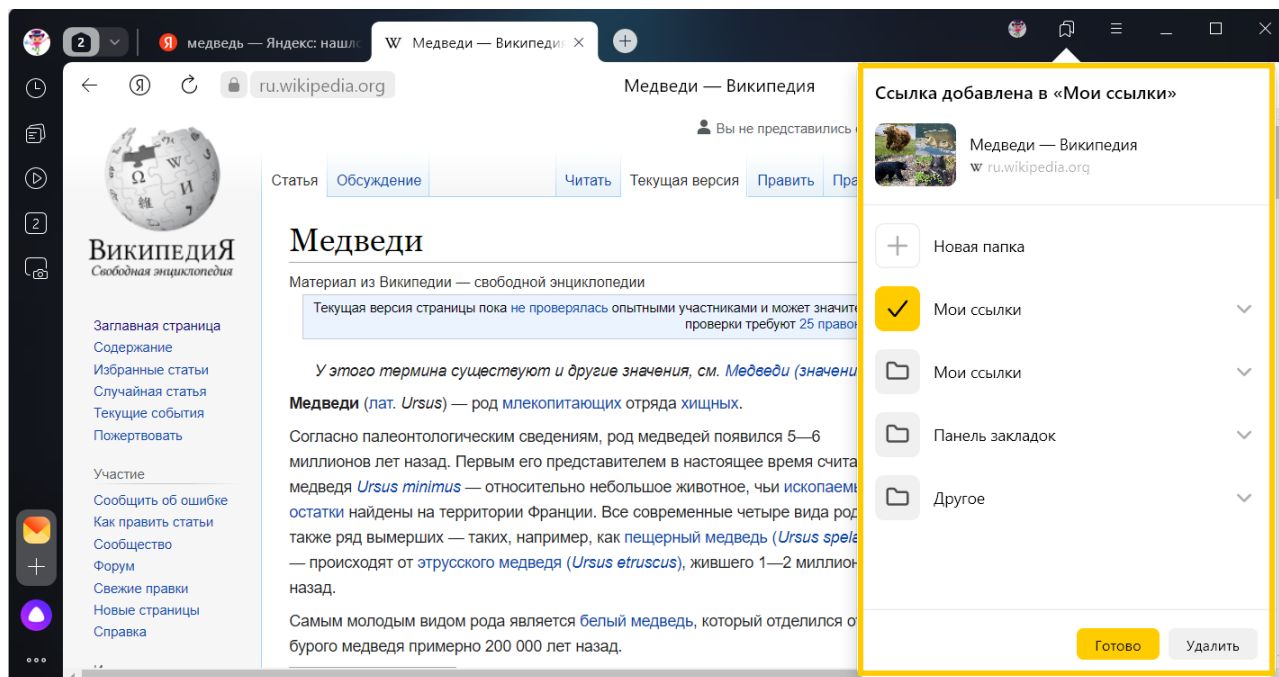 2
Я медведь — Яндекс: нашло
W Медведи — Википедия
Я
ru.wikipedia.org
Медведи — Википедия
2
ВикипедиЯ
Свободная энциклопедия
Заглавная страница
Содержание
Избранные статьи
Случайная статья
Текущие события
Пожертвовать
Участие
Сообщить об ошибке
Как править статьи
Сообщество
Форум
Свежие правки
Новые страницы
Справка
Вы не представились
Статья Обсуждение Читать Текущая версия Править Пра
Медведи
Материал из Википедии — свободной энциклопедии
Текущая версия страницы пока не проверялась опытными участниками и может значите
проверки требуют 25 право
У этого термина существуют и другие значения, см. Медведи (значени
Медведи (лат. Ursus) — род млекопитающих отряда хищных.
Согласно палеонтологическим сведениям, род медведей появился 5—6
миллионов лет назад. Первым его представителем в настоящее время счита
медведя Ursus minimus — относительно небольшое животное, чьи ископаем
остатки найдены на территории Франции. Все современные четыре вида род
также ряд вымерших — таких, например, как пещерный медведь (Ursus spela
— происходят от этрусского медведя (Ursus etruscus), жившего 1—2 миллион
назад.
Самым молодым видом рода является белый медведь, который отделился о
бурого медведя примерно 200 000 лет назад.
Ссылка добавлена в «Мои ссылки»
Медведи — Википедия
W ru.wikipedia.org
Новая папка
Мои ссылки
Мои ссылки
Панель закладок
Другое
Готово Удалить